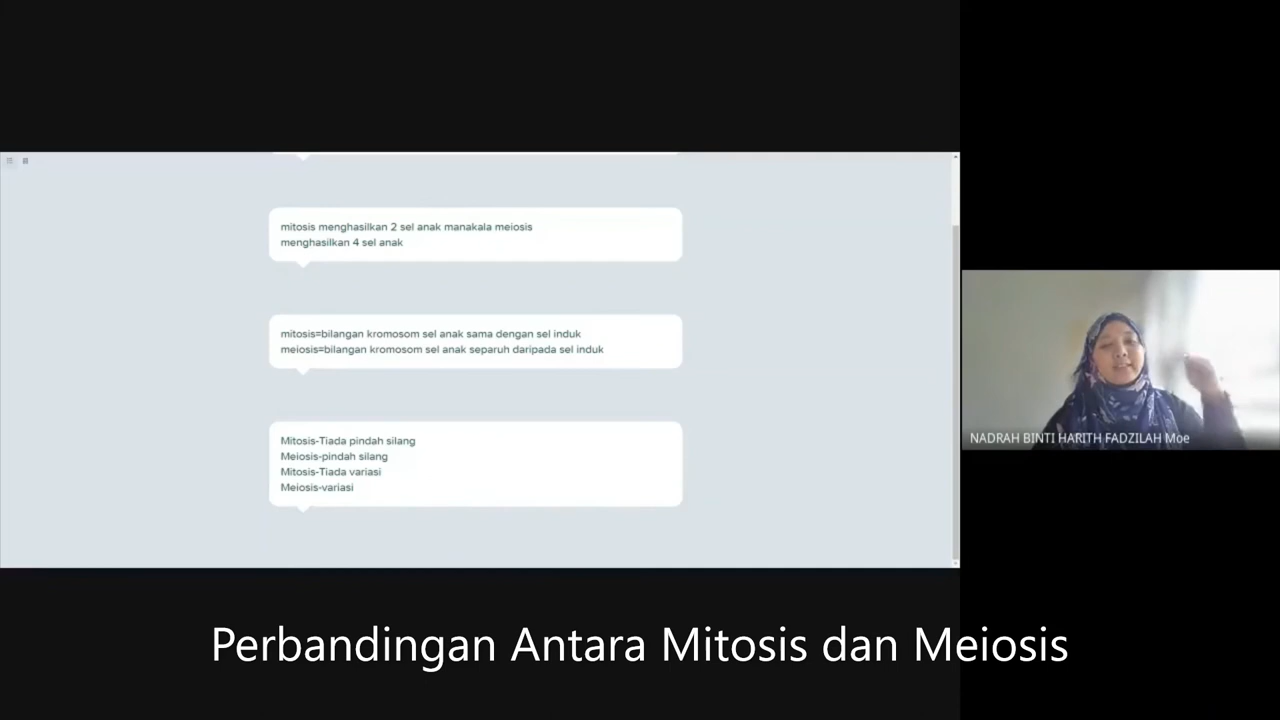 mitosis menghasilkan 2 sel anak manakala meiosis
menghasilkan 4 sel anak
mitosis=bilangan kromosom sel anak sama dengan sel induk
meiosis=bilangan kromosom sel anak separuh daripada sel induk
Mitosis-Tiada pindah silang
Meiosis-pindah silang
Mitosis-Tiada variasi
Meiosis-variasi
NADRAH BINTI HARITH FADZILAH Moe
Perbandingan Antara Mitosis dan Meiosis